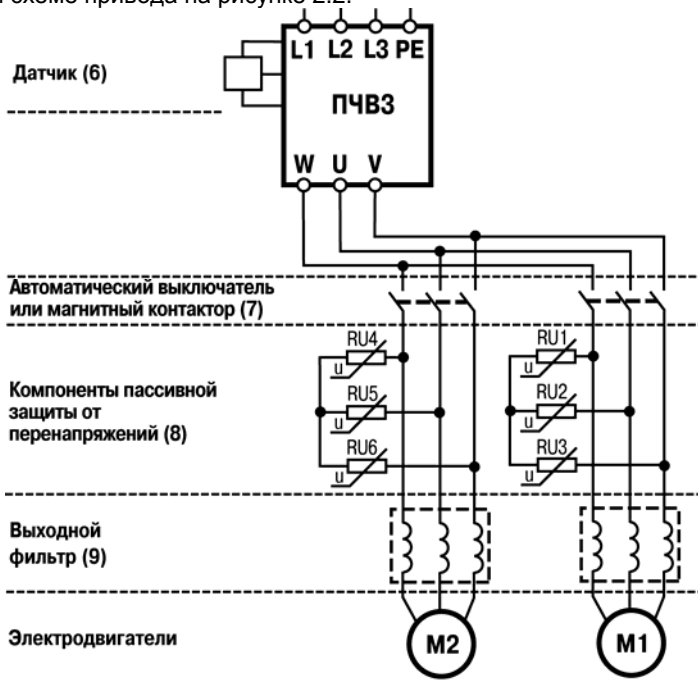 схеме привода на рисунке 2.2.
L1 L2 L3 PE
Датчик (6)
ПЧВ3
W U V
Автоматический выключатель
или магнитный контактор (7)
RU4
u
RU1
u
Компоненты пассивной
защиты от
перенапряжений (8)
RU5
u
RU2
u
RU6
u
RU3
u
Выходной
фильтр (9)
Электродвигатели
M2
M1